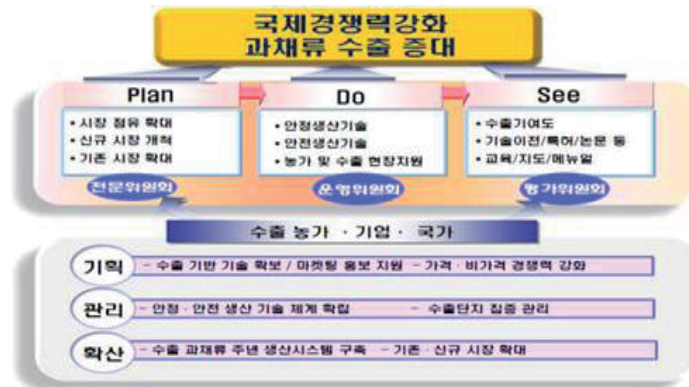 국제경쟁력강화
과채류 수출 증대
Plan
Do
See
• 시장 점유 확대
• 신규 시장 개척
• 기존 시장 확대
• 안정생산기술
• 안전생산기술
• 농가 및 수출 현장지원
• 수출기여도
• 기술이전/특허/논문 등
• 교육/지도/메뉴얼
전문위원회
운영위원회
평가위원회
수출 농가 · 기업 · 국가
기획 - 수출 기반 기술 확보 / 마켓팅 홍보 지원 - 가격 · 비가격 경쟁력 강화
관리 - 안정 · 안전 생산 기술 체계 확립 - 수출단지 집중 관리
확산 - 수출 과채류 주년 생산시스템 구축 - 기존 · 신규 시장 확대